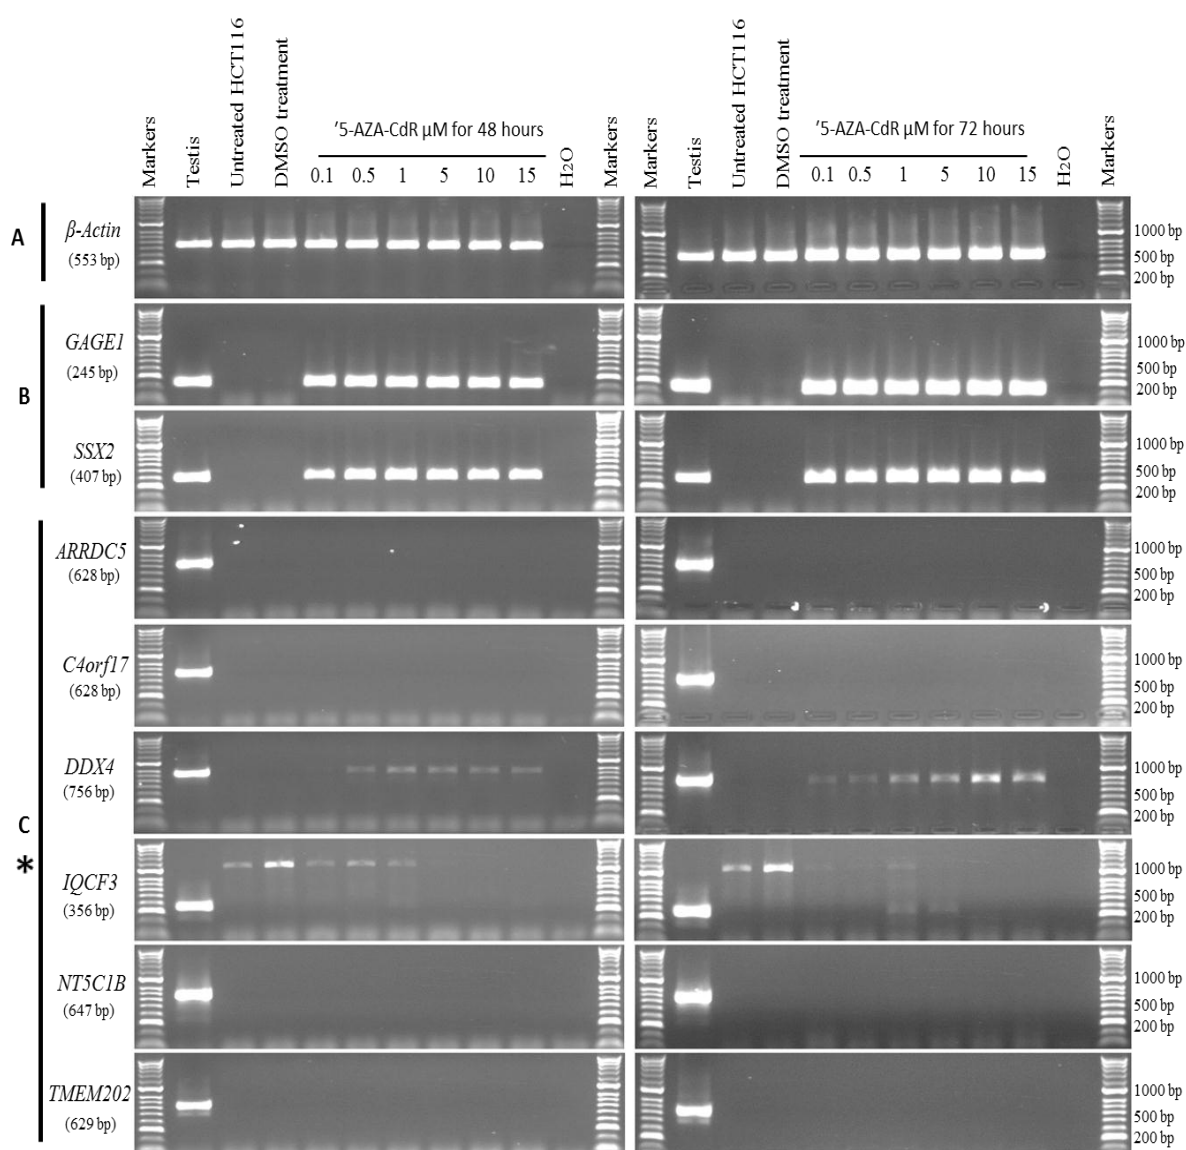 Markers
Testis
Untreated HCT116
DMSO treatment
'5-AZA-CdR µM for 48 hours
0.1 0.5 1 5 10 15
H2O
Markers
Markers
Testis
Untreated HCT116
DMSO treatment
'5-AZA-CdR µM for 72 hours
0.1 0.5 1 5 10 15
H2O
Markers
A
β-Actin
(553 bp)
1000 bp
500 bp
200 bp
B
GAGE1
(245 bp)
1000 bp
500 bp
200 bp
SSX2
(407 bp)
1000 bp
500 bp
200 bp
C
*
ARRDC5
(628 bp)
1000 bp
500 bp
200 bp
C4orf17
(628 bp)
1000 bp
500 bp
200 bp
DDX4
(756 bp)
1000 bp
500 bp
200 bp
IQCF3
(356 bp)
1000 bp
500 bp
200 bp
NT5C1B
(647 bp)
1000 bp
500 bp
200 bp
TMEM202
(629 bp)
1000 bp
500 bp
200 bp